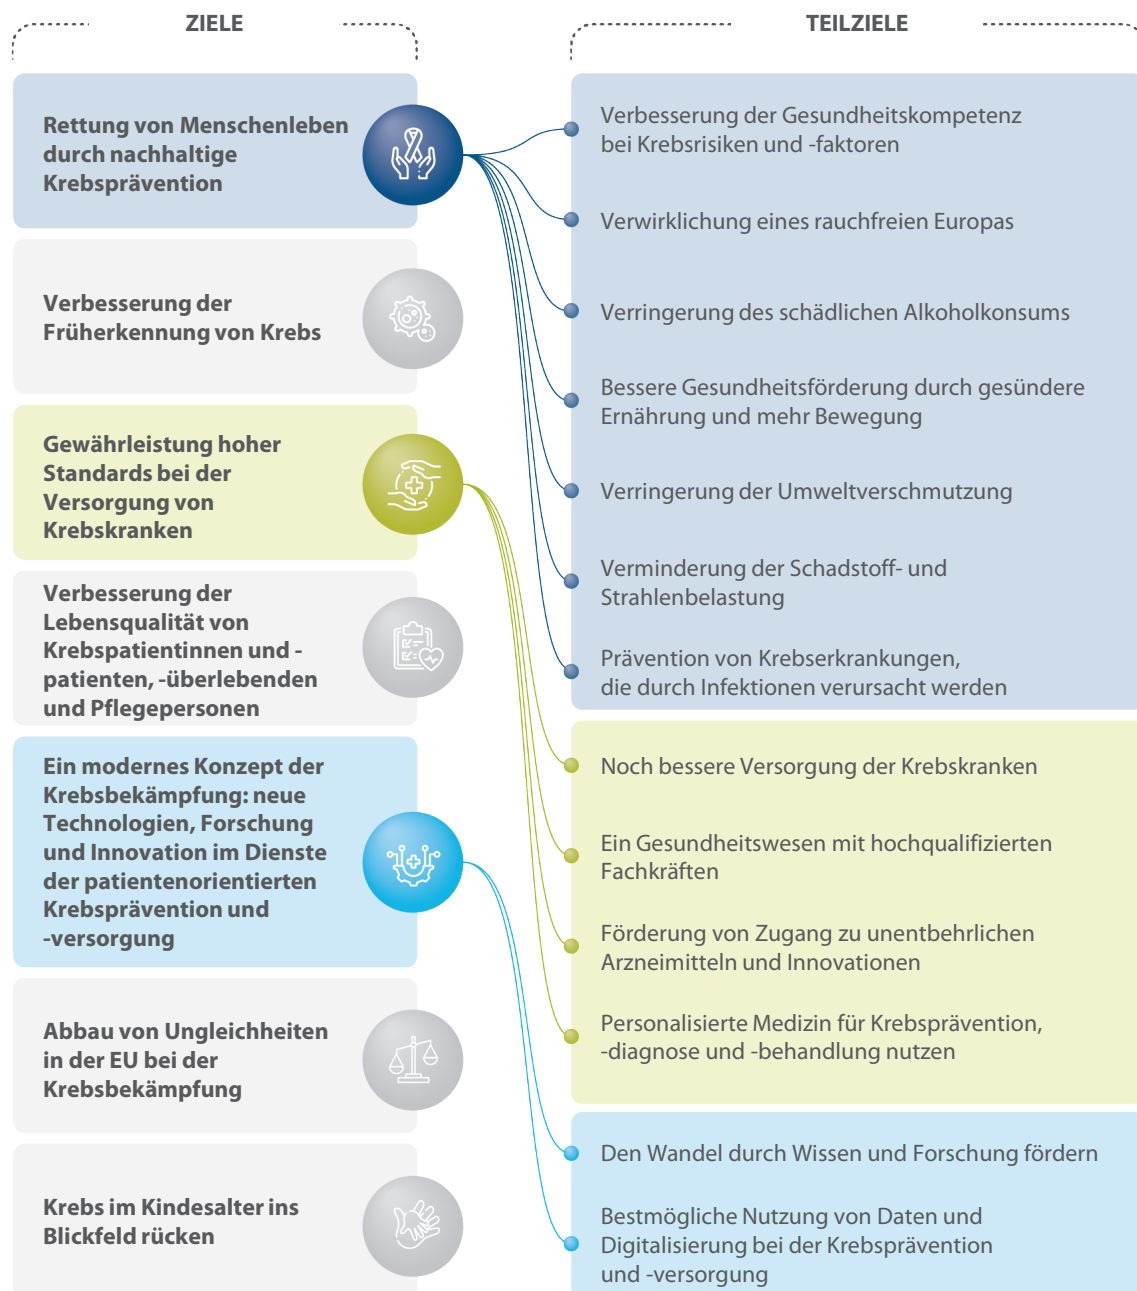 ZIELE
Rettung von Menschenleben
durch nachhaltige
Krebsprävention
Verbesserung der
Früherkennung von Krebs
Gewährleistung hoher
Standards bei der
Versorgung von
Krebskranken
Verbesserung der
Lebensqualität von
Krebspatientinnen und -
patienten, -überlebenden
und Pflegepersonen
Ein modernes Konzept der
Krebsbekämpfung: neue
Technologien, Forschung
und Innovation im Dienste
der patientenorientierten
Krebsprävention und
-versorgung
Abbau von Ungleichheiten
in der EU bei der
Krebsbekämpfung
Krebs im Kindesalter ins
Blickfeld rücken
TEILZIELE
Verbesserung der Gesundheitskompetenz
bei Krebsrisiken und -faktoren
Verwirklichung eines rauchfreien Europas
Verringerung des schädlichen Alkoholkonsums
Bessere Gesundheitsförderung durch gesündere
Ernährung und mehr Bewegung
Verringerung der Umweltverschmutzung
Verminderung der Schadstoff- und
Strahlenbelastung
Prävention von Krebserkrankungen,
die durch Infektionen verursacht werden
Noch bessere Versorgung der Krebskranken
Ein Gesundheitswesen mit hochqualifizierten
Fachkräften
Förderung von Zugang zu unentbehrlichen
Arzneimitteln und Innovationen
Personalisierte Medizin für Krebsprävention,
-diagnose und -behandlung nutzen
Den Wandel durch Wissen und Forschung fördern
Bestmögliche Nutzung von Daten und
Digitalisierung bei der Krebsprävention
und -versorgung